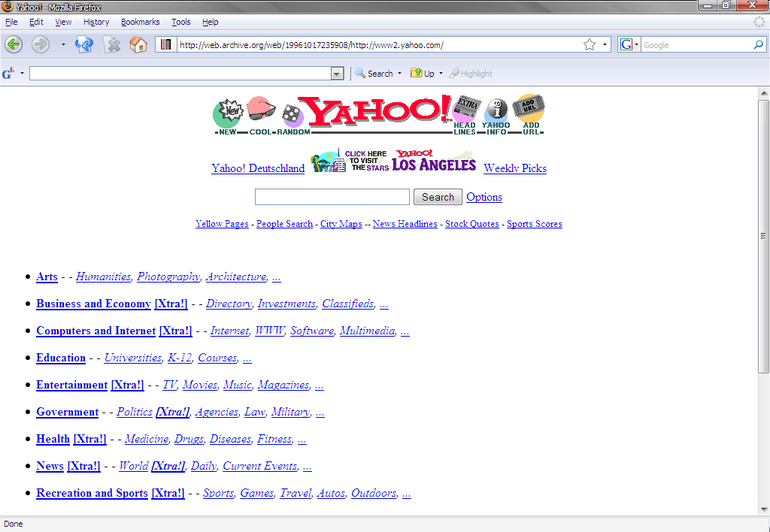 Yahoo! - Mozilla Firefox
File Edit View History Bookmarks Tools Help
http://web.archive.org/web/19961017235908/http://www2.yahoo.com/ G Google
G Search Up Highlight
New YAHOO! EXTRA i ADD URL
NEW COOL RANDOM HEAD LINES YAHOO INFO ADD URL
Yahoo! Deutschland CLICK HERE TO VISIT THE STARS YAHOO! LOS ANGELES Weekly Picks
Search Options
Yellow Pages - People Search - City Maps -- News Headlines - Stock Quotes - Sports Scores
• Arts - - Humanities, Photography, Architecture, ...
• Business and Economy [Xtra!] - - Directory, Investments, Classifieds, ...
• Computers and Internet [Xtra!] - - Internet, WWW, Software, Multimedia, ...
• Education - - Universities, K-12, Courses, ...
• Entertainment [Xtra!] - - TV, Movies, Music, Magazines, ...
• Government - - Politics [Xtra!], Agencies, Law, Military, ...
• Health [Xtra!] - - Medicine, Drugs, Diseases, Fitness, ...
• News [Xtra!] - - World [Xtra!], Daily, Current Events, ...
• Recreation and Sports [Xtra!] - - Sports, Games, Travel, Autos, Outdoors, ...
Done